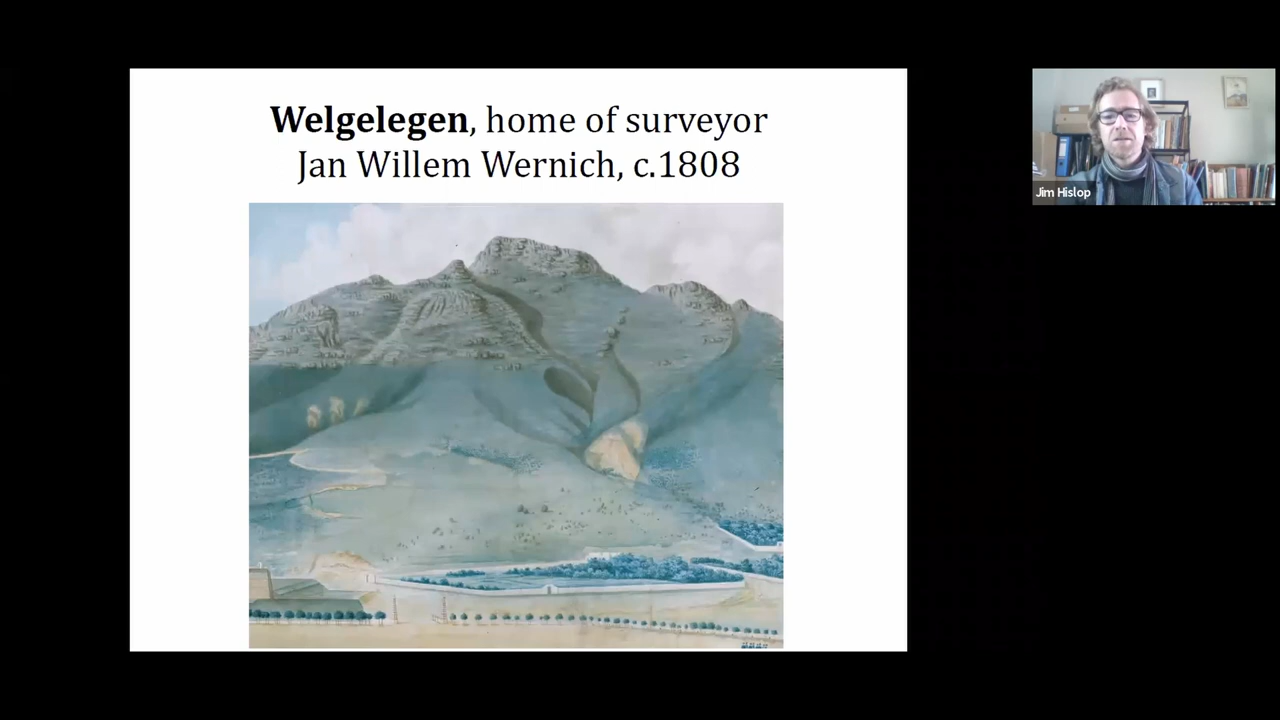 Welgelegen, home of surveyor
Jan Willem Wernich, c.1808
Jim Hislop